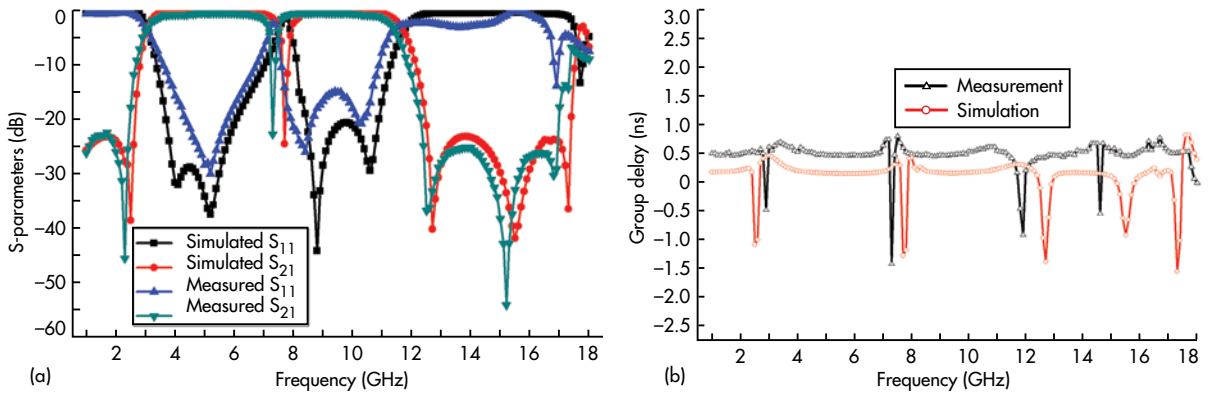 0
−10
−20
−30
−40
−50
−60
S-parameters (dB)
Simulated S11
Simulated S21
Measured S11
Measured S21
2 4 6 8 10 12 14 16 18
Frequency (GHz)
(a)
3.0
2.5
2.0
1.5
1.0
0.5
0
−0.5
−1.0
−1.5
−2.0
−2.5
Group delay (ns)
Measurement
Simulation
2 4 6 8 10 12 14 16 18
Frequency (GHz)
(b)